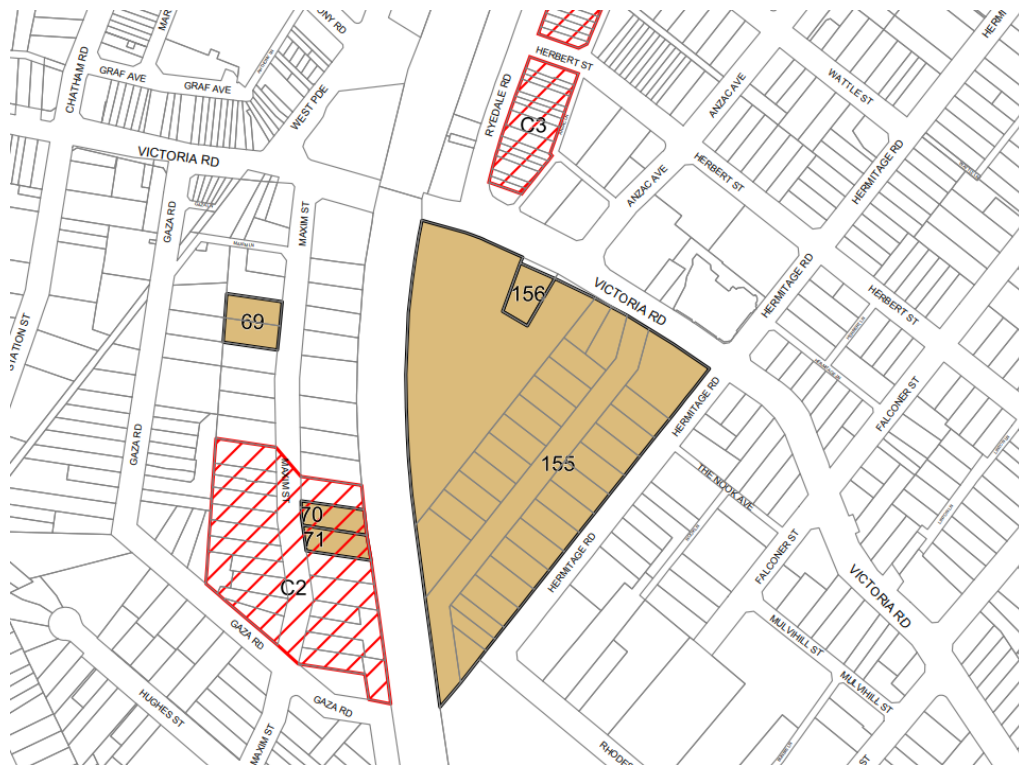 HERBERT ST
GRAF AVE
GRAF AVE
CHATHAM RD
WEST PDE
RYEDALE RD
C3
ANZAC AVE
WATTLE ST
HERMITAGE RD
VICTORIA RD
HERBERT ST
ANZAC AVE
GAZA RD
MAXIM ST
HERMITAGE RD
VICTORIA RD
156
HERBERT ST
69
STATION ST
FALCONER ST
HERMITAGE RD
GAZA RD
155
MAXIM ST
THE NOOK AVE
70
71
HERMITAGE RD
FALCONER ST
C2
VICTORIA RD
GAZA RD
MULVIHILL ST
MULVIHILL ST
HUGHES ST
GAZA RD
MAXIM ST